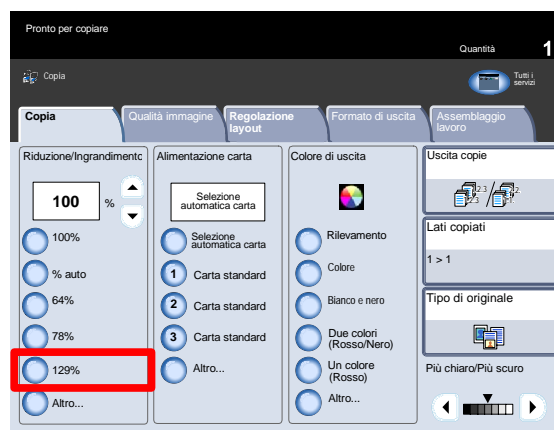 Pronto per copiare
Quantità 1
Copia
Tutti i
servizi
Copia
Qualità immagine
Regolazione
layout
Formato di uscita
Assemblaggio
lavoro
Riduzione/Ingrandimento
100 %
100%
% auto
64%
78%
129%
Altro...
Alimentazione carta
Selezione
automatica carta
Selezione
automatica carta
1 Carta standard
2 Carta standard
3 Carta standard
Altro...
Colore di uscita
Rilevamento
Colore
Bianco e nero
Due colori
(Rosso/Nero)
Un colore
(Rosso)
Altro...
Uscita copie
Lati copiati
1 > 1
Tipo di originale
Più chiaro/Più scuro